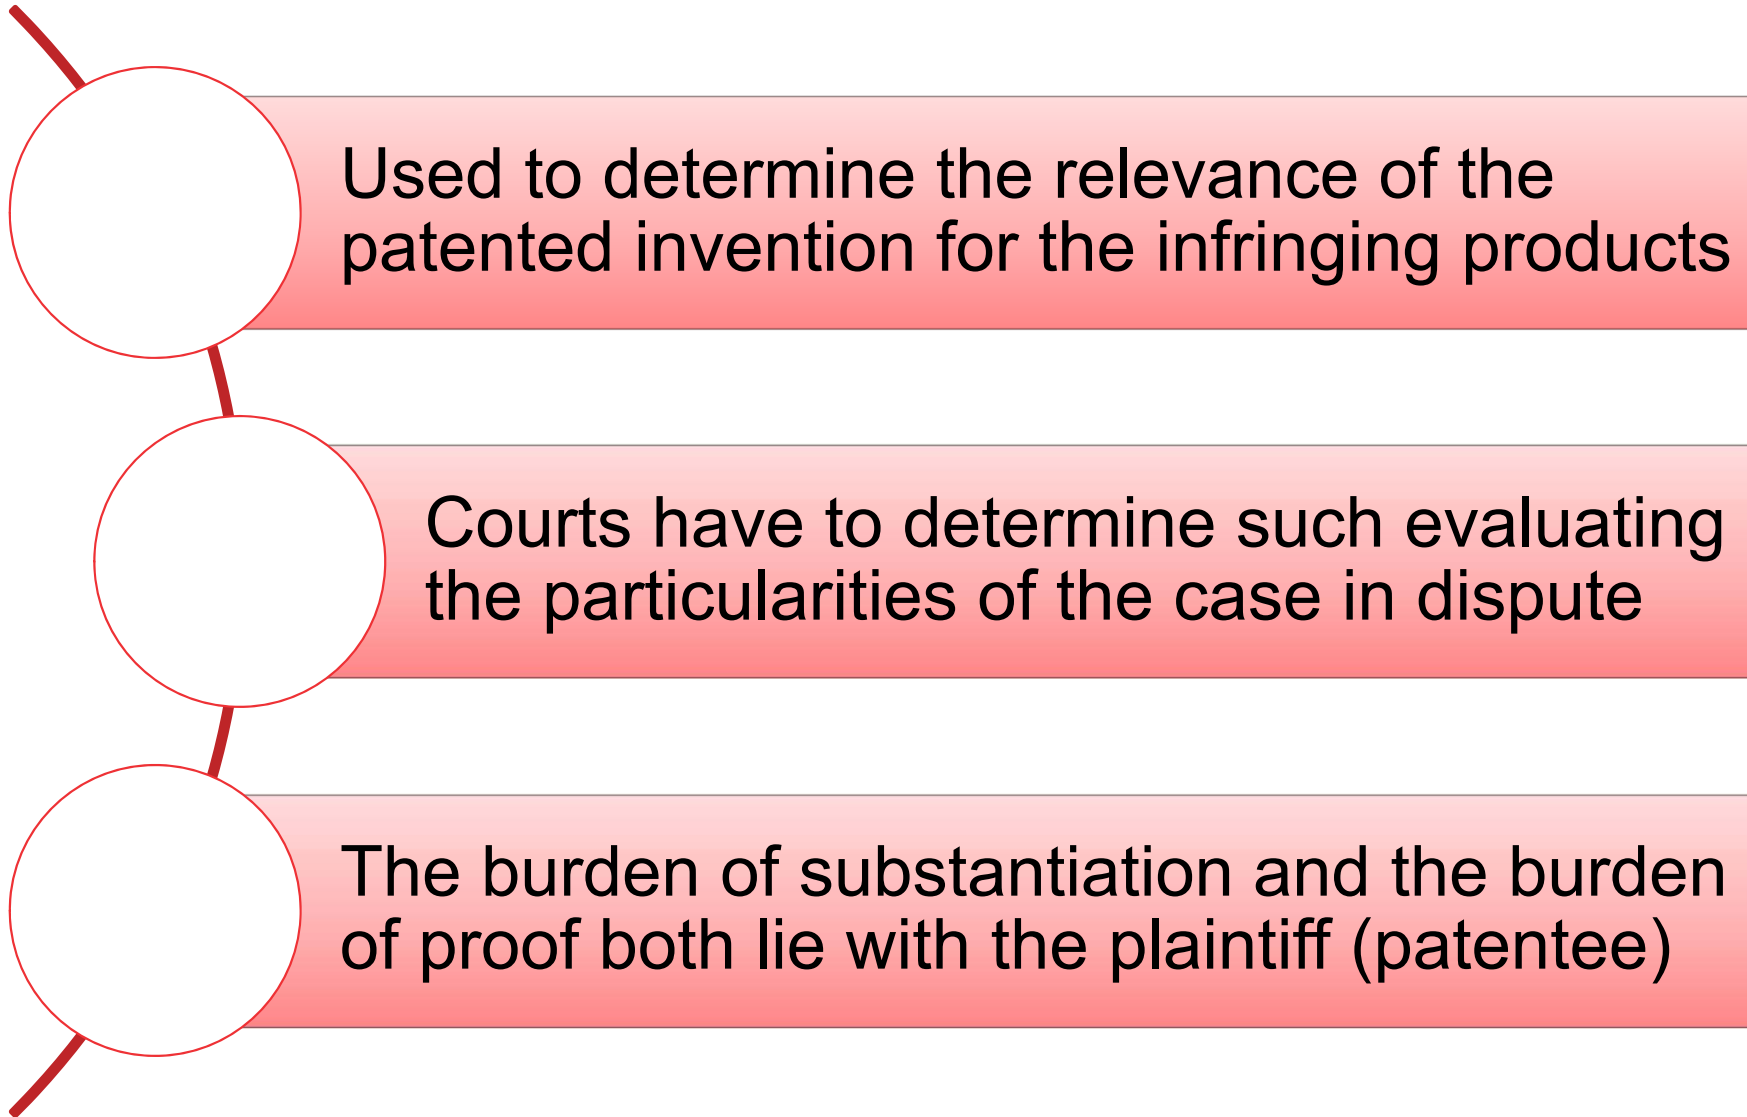 Used to determine the relevance of the
patented invention for the infringing products
Courts have to determine such evaluating
the particularities of the case in dispute
The burden of substantiation and the burden
of proof both lie with the plaintiff (patentee)